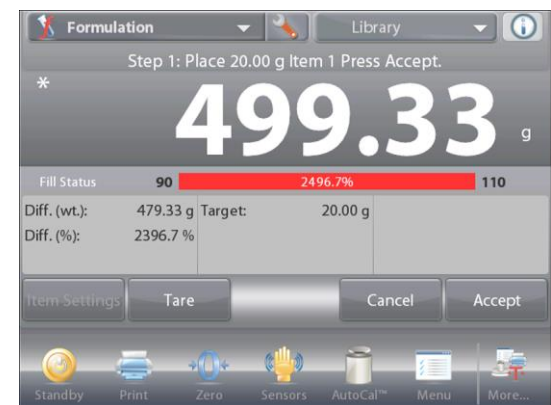 Formulation Library
Step 1: Place 20.00 g Item 1 Press Accept.
* 499.33 g
Fill Status 90 2496.7% 110
Diff. (wt.): 479.33 g Target: 20.00 g
Diff. (%): 2396.7 %
Item Settings Tare Cancel Accept
Standby Print Zero Sensors AutoCal™ Menu More...